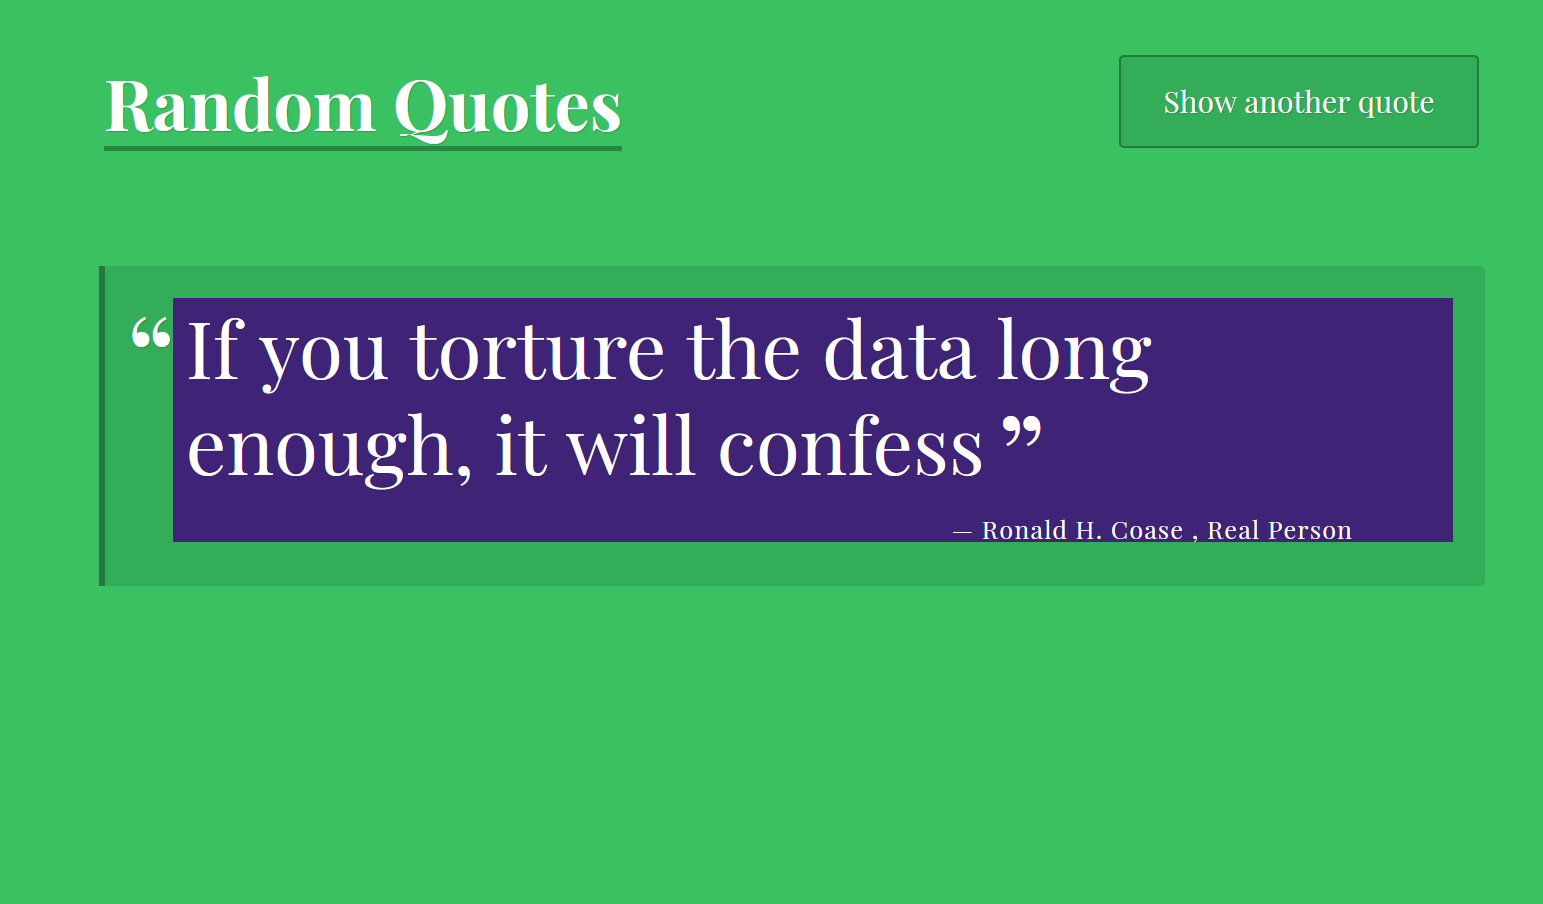 Random Quotes
Show another quote
“ If you torture the data long
enough, it will confess ”
— Ronald H. Coase , Real Person